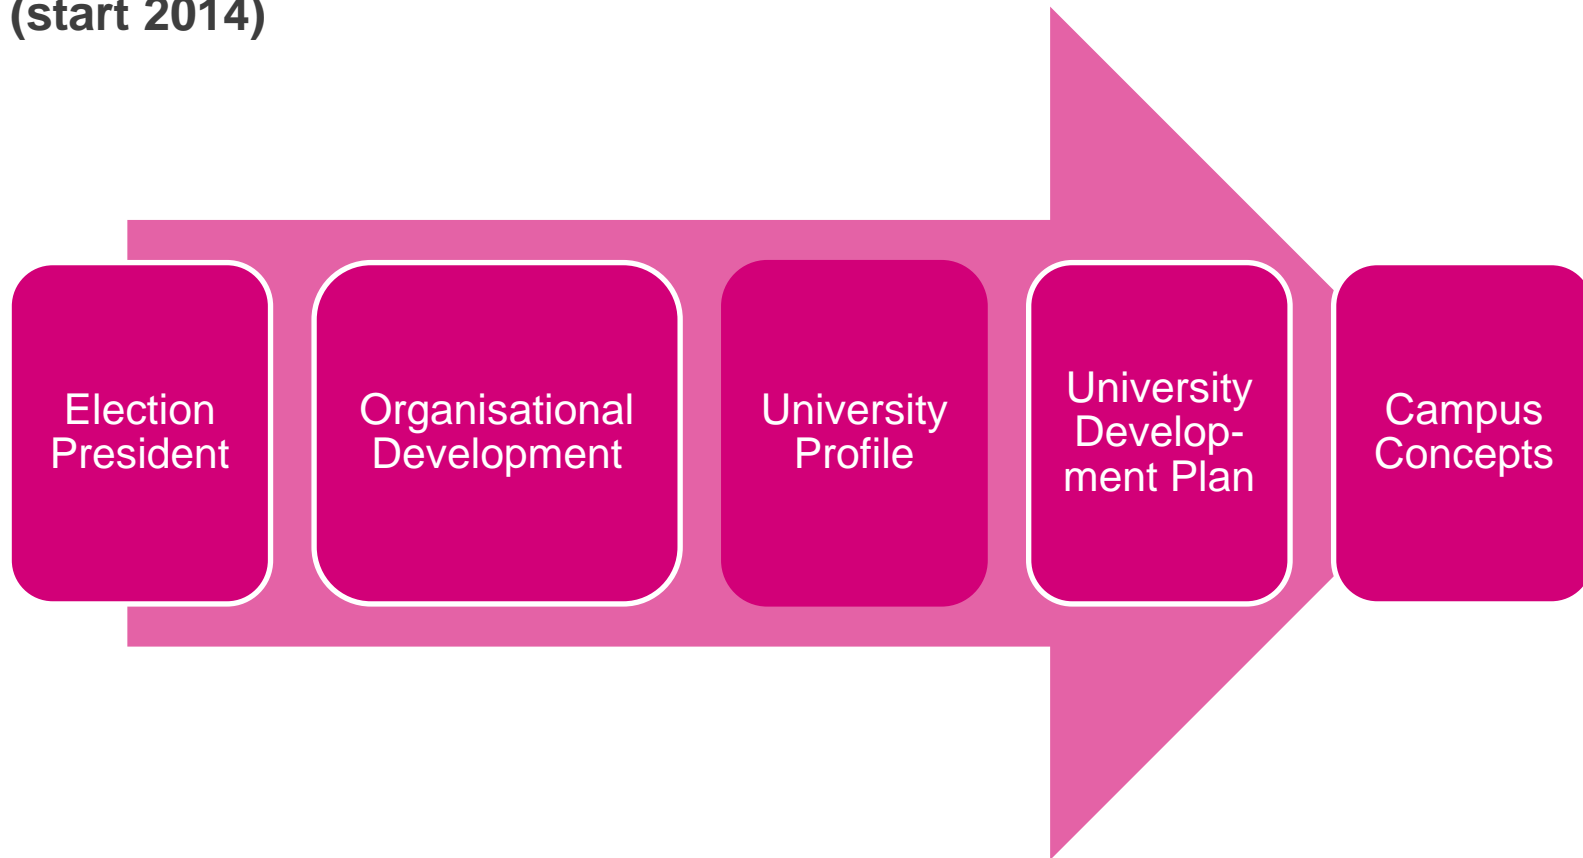 (start 2014)
Election
President
Organisational
Development
University
Profile
University
Develop-
ment Plan
Campus
Concepts